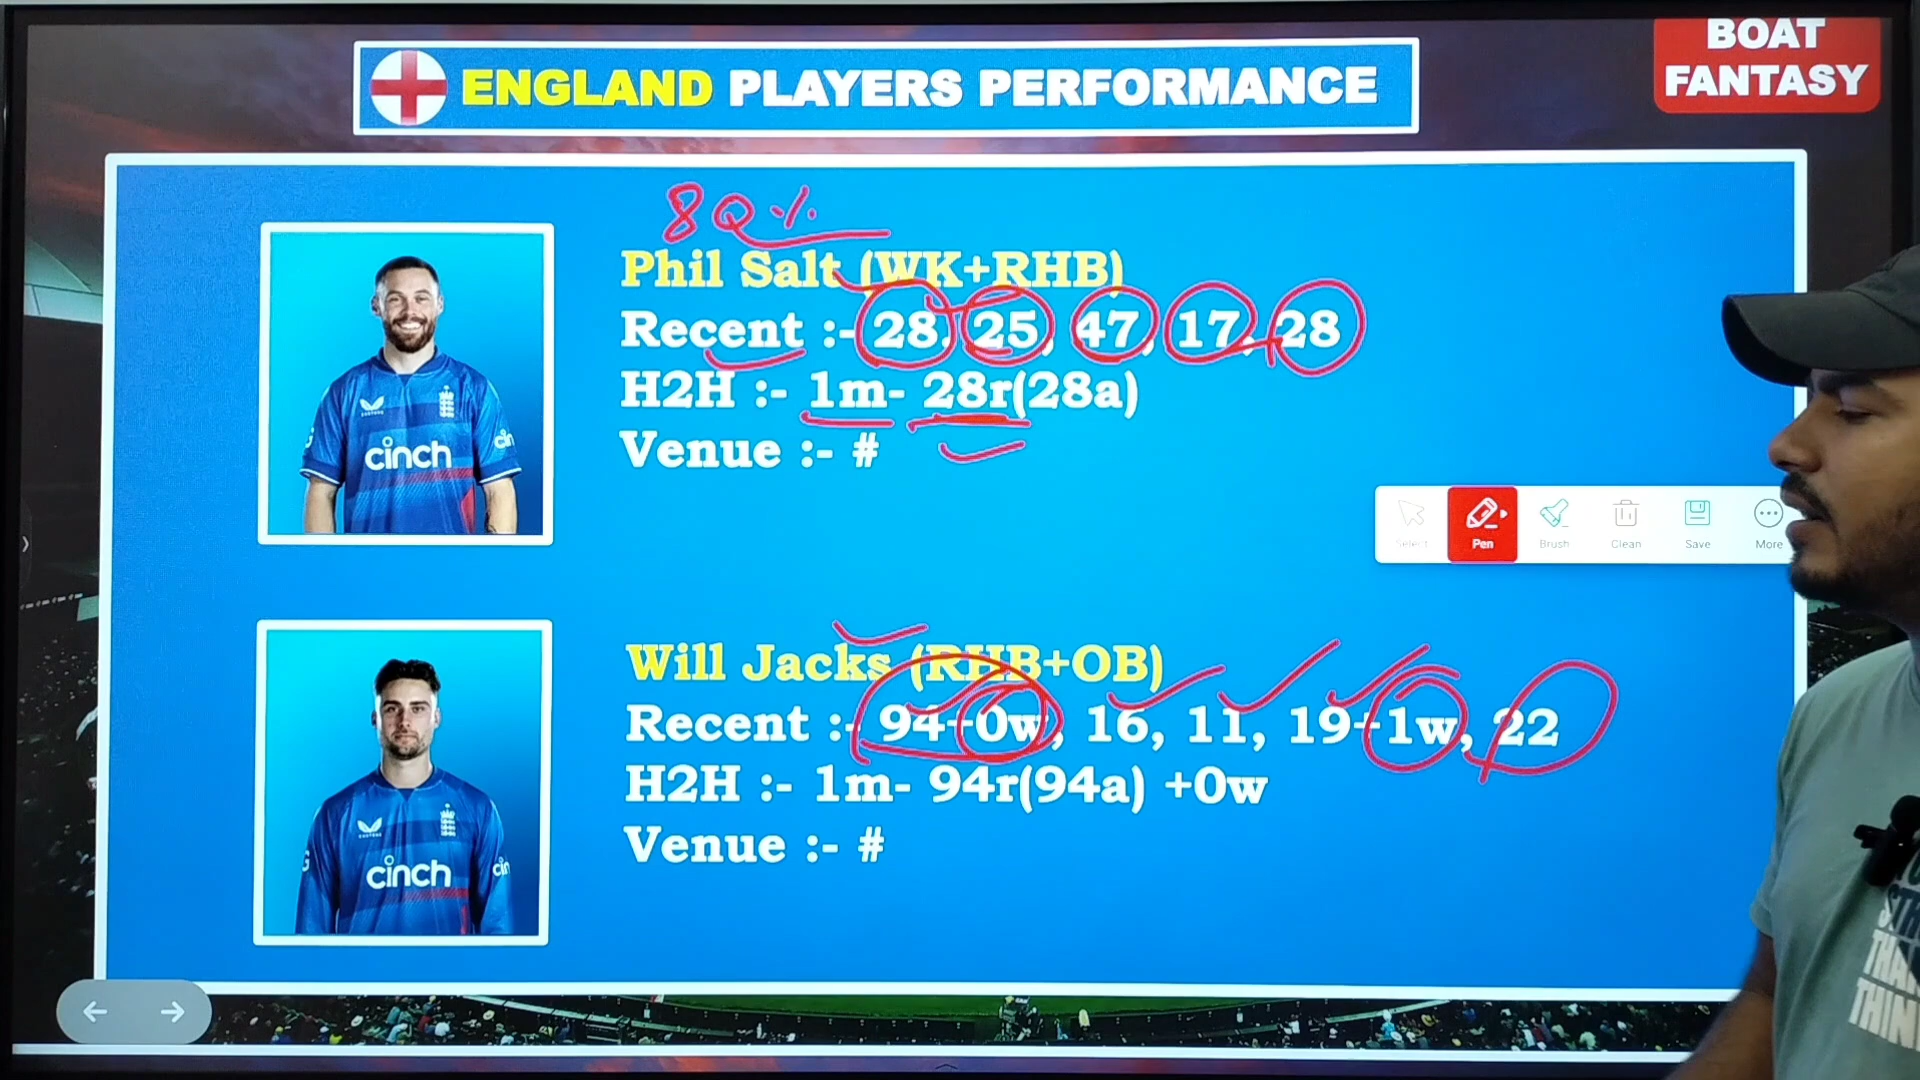 BOAT
FANTASY
ENGLAND PLAYERS PERFORMANCE
80%
Phil Salt (WK+RHB)
Recent :- 28, 25, 47, 17, 28
H2H :- 1m- 28r(28a)
Venue :- #
cinch
Select
Pen
Brush
Clean
Save
More
Will Jacks (RHB+OB)
Recent :- 94+0w, 16, 11, 19+1w, 22
H2H :- 1m- 94r(94a) +0w
Venue :- #
cinch